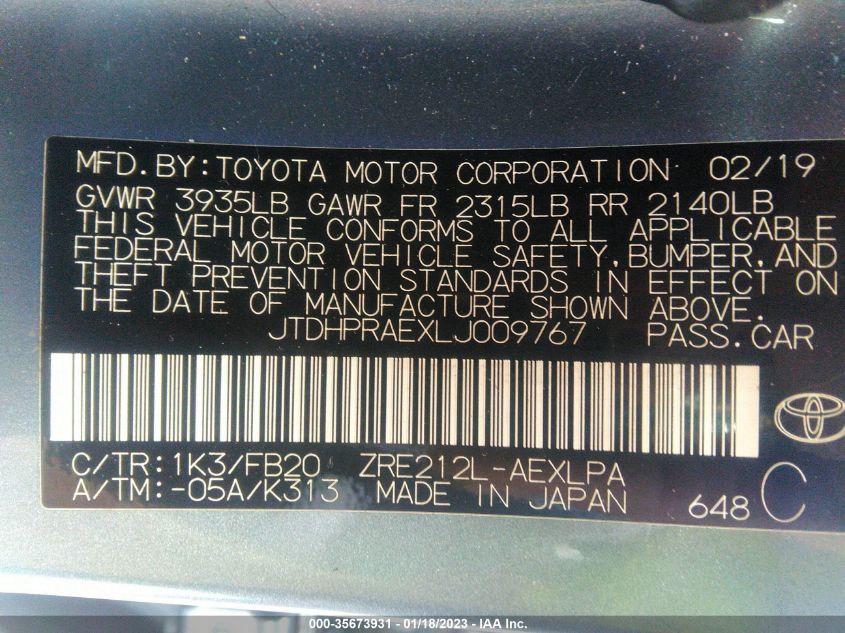 MFD.BY:TOYOTA MOTOR CORPORATION 02/19
GVWR 3935LB GAWR FR 2315LB RR 2140LB
THIS VEHICLE CONFORMS TO ALL APPLICABLE
FEDERAL MOTOR VEHICLE SAFETY,BUMPER,AND
THEFT PREVENTION STANDARDS IN EFFECT ON
THE DATE OF MANUFACTURE SHOWN ABOVE.
JTDHPRAEXLJ009767 PASS.CAR
C/TR:1K3/FB20 ZRE212L-AEXLPA
A/TM:-05A/K313 MADE IN JAPAN 648 C
000-35673931 - 01/18/2023 - IAA Inc.